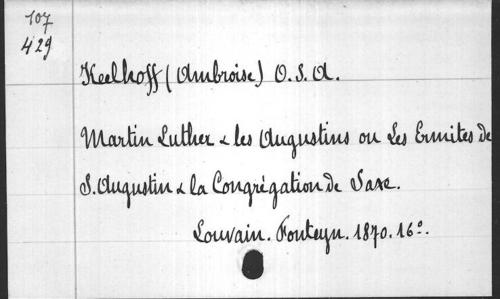 107
429
Keelhoff (Ambroise) O.S.A.
Martin Luther & les Augustins ou Les Ermites de
S. Augustin & la Congrégation de Saxe.
Louvain. Fonteyn. 1870. 16°.